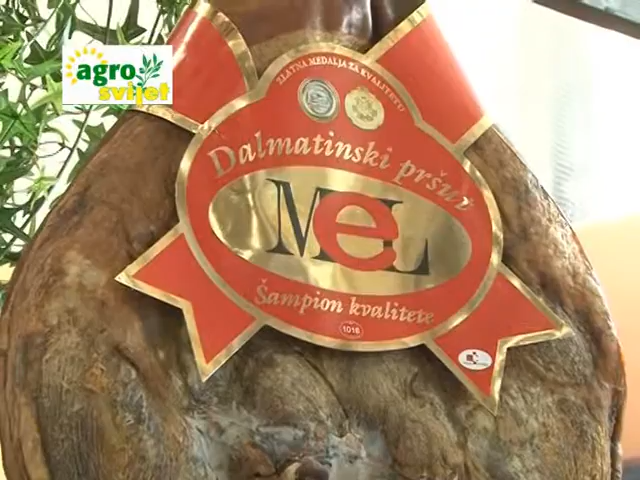 agro
svijet
ZLATNA MEDALJA ZA KVALITETU
Dalmatinski pršut
MeL
Šampion kvalitete
1016